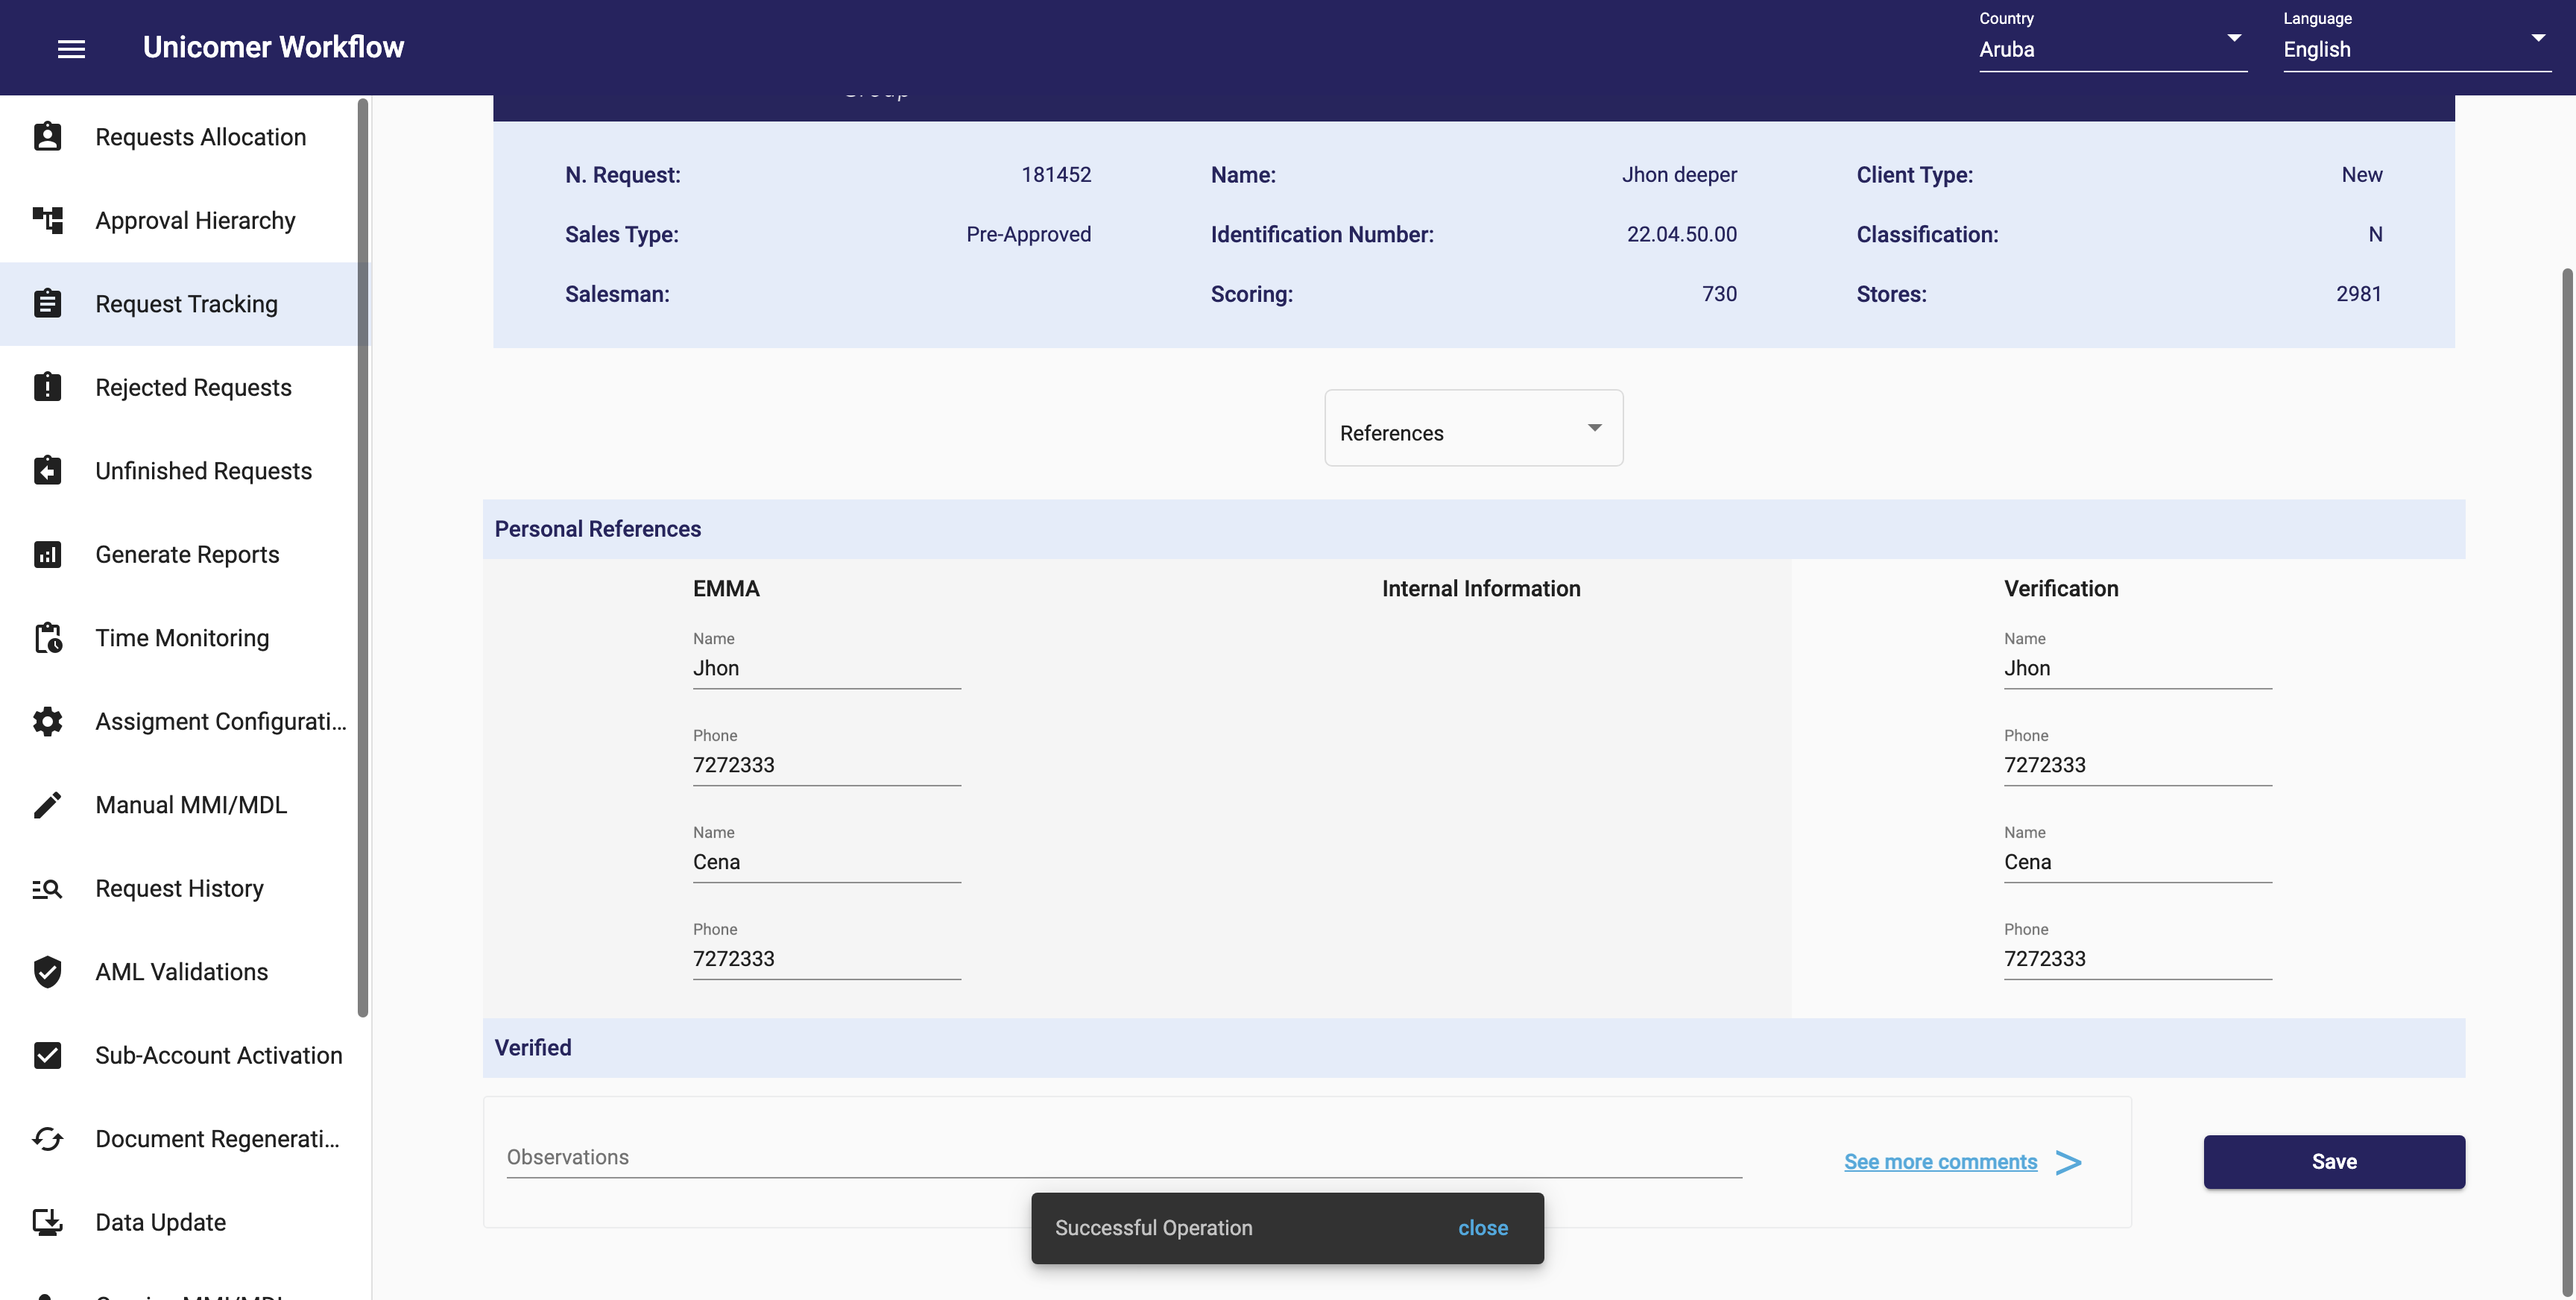 Unicomer Workflow
Country
Aruba
Language
English
Requests Allocation
Approval Hierarchy
Request Tracking
Rejected Requests
Unfinished Requests
Generate Reports
Time Monitoring
Assigment Configurati...
Manual MMI/MDL
Request History
AML Validations
Sub-Account Activation
Document Regenerati...
Data Update
N. Request: 181452 Name: Jhon deeper Client Type: New
Sales Type: Pre-Approved Identification Number: 22.04.50.00 Classification: N
Salesman: Scoring: 730 Stores: 2981
References
Personal References
EMMA Internal Information Verification
Name Name
Jhon Jhon
Phone Phone
7272333 7272333
Name Name
Cena Cena
Phone Phone
7272333 7272333
Verified
Observations
See more comments >
Save
Successful Operation close